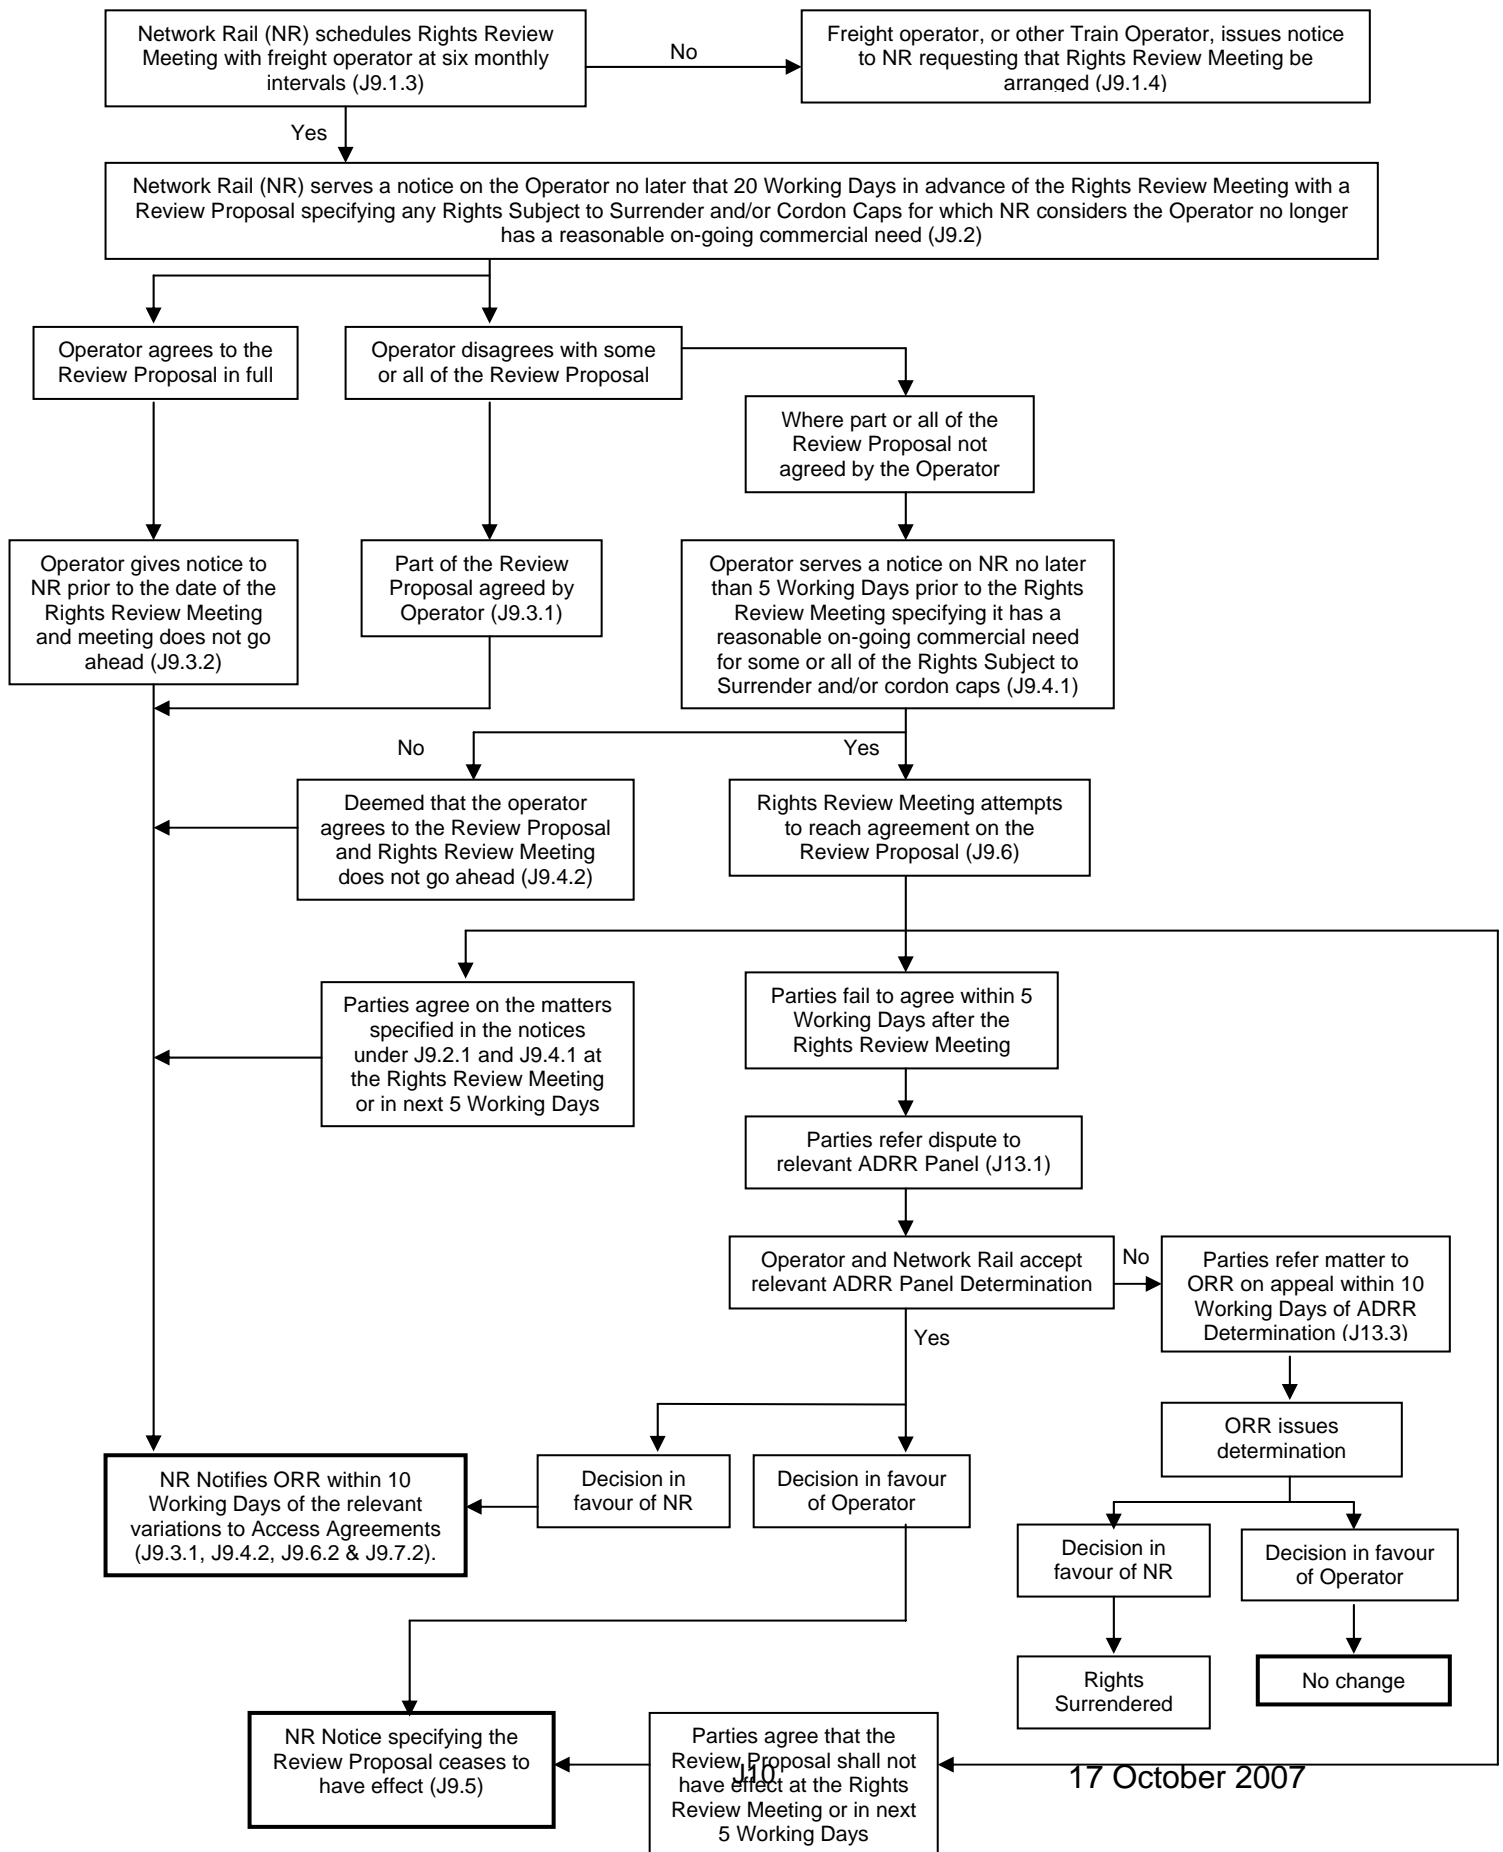 Network Rail (NR) schedules Rights Review
Meeting with freight operator at six monthly
intervals (J9.1.3)
No
Freight operator, or other Train Operator, issues notice
to NR requesting that Rights Review Meeting be
arranged (J9.1.4)
Yes
Network Rail (NR) serves a notice on the Operator no later that 20 Working Days in advance of the Rights Review Meeting with a
Review Proposal specifying any Rights Subject to Surrender and/or Cordon Caps for which NR considers the Operator no longer
has a reasonable on-going commercial need (J9.2)
Operator agrees to the
Review Proposal in full
Operator disagrees with some
or all of the Review Proposal
Where part or all of the
Review Proposal not
agreed by the Operator
Operator gives notice to
NR prior to the date of the
Rights Review Meeting
and meeting does not go
ahead (J9.3.2)
Part of the Review
Proposal agreed by
Operator (J9.3.1)
Operator serves a notice on NR no later
than 5 Working Days prior to the Rights
Review Meeting specifying it has a
reasonable on-going commercial need
for some or all of the Rights Subject to
Surrender and/or cordon caps (J9.4.1)
No
Yes
Deemed that the operator
agrees to the Review Proposal
and Rights Review Meeting
does not go ahead (J9.4.2)
Rights Review Meeting attempts
to reach agreement on the
Review Proposal (J9.6)
Parties agree on the matters
specified in the notices
under J9.2.1 and J9.4.1 at
the Rights Review Meeting
or in next 5 Working Days
Parties fail to agree within 5
Working Days after the
Rights Review Meeting
Parties refer dispute to
relevant ADRR Panel (J13.1)
Operator and Network Rail accept
relevant ADRR Panel Determination
No
Parties refer matter to
ORR on appeal within 10
Working Days of ADRR
Determination (J13.3)
Yes
ORR issues
determination
NR Notifies ORR within 10
Working Days of the relevant
variations to Access Agreements
(J9.3.1, J9.4.2, J9.6.2 & J9.7.2).
Decision in
favour of NR
Decision in favour
of Operator
Decision in
favour of NR
Decision in favour
of Operator
Rights
Surrendered
No change
NR Notice specifying the
Review Proposal ceases to
have effect (J9.5)
Parties agree that the
Review Proposal shall not
have effect at the Rights
Review Meeting or in next
5 Working Days
J10
17 October 2007